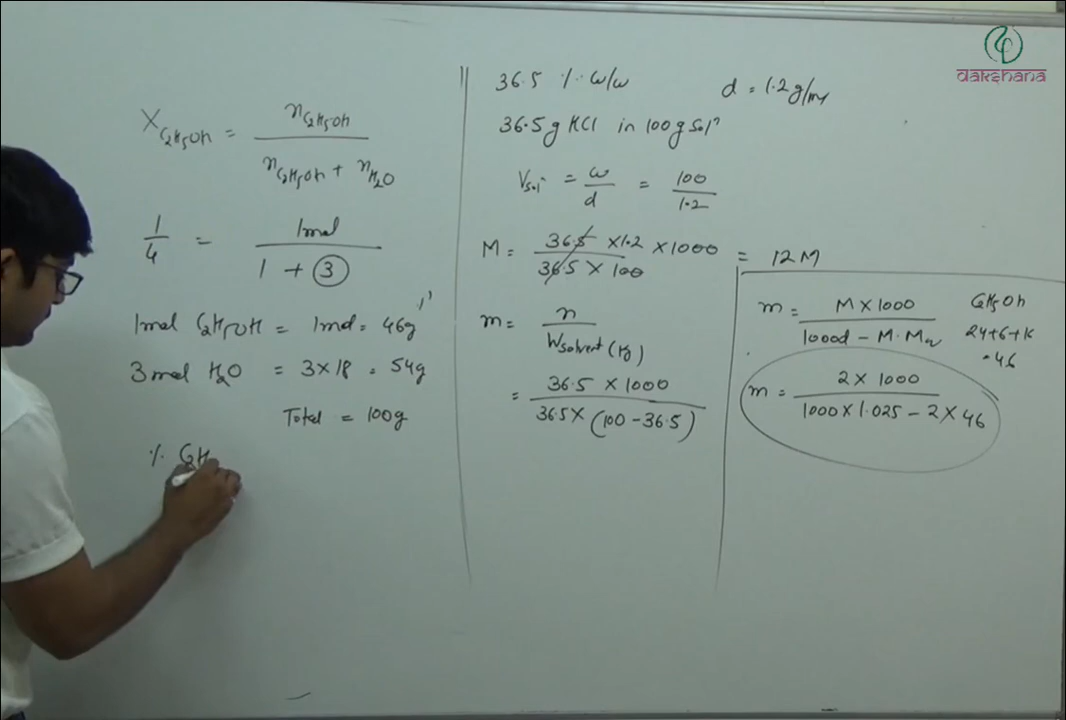 dakshana
X C₂H₅OH = n C₂H₅OH / n C₂H₅OH + n H₂O
1/4 = 1mol / 1 + 3
1mol C₂H₅OH = 1mol = 46g
3mol H₂O = 3×18 = 54g
Total = 100g
% C₂H
36.5 % w/w d = 1.2g/ml
36.5g HCl in 100g Solⁿ
V solⁿ = w/d = 100/1.2
M = 36.5 × 1.2 × 1000 / 36.5 × 100 = 12M
m = n / W solvent (Kg)
= 36.5 × 1000 / 36.5 × (100 - 36.5)
m = M × 1000 / 1000d - M. Mw
C₂H₅OH
24+6+16
= 46
m = 2 × 1000 / 1000 × 1.025 - 2 × 46